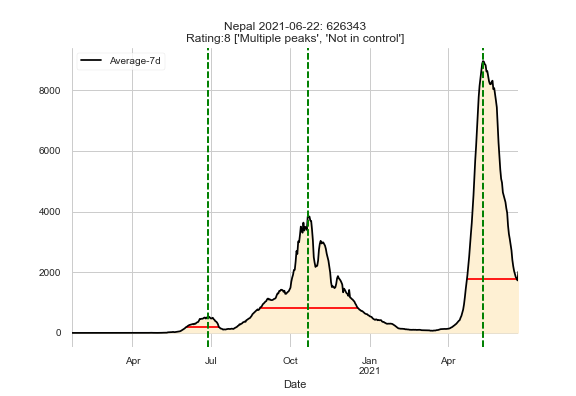 Nepal 2021-06-22: 626343
Rating:8 ['Multiple peaks', 'Not in control']
Average-7d
8000
6000
4000
2000
0
Apr Jul Oct Jan Apr
2021
Date